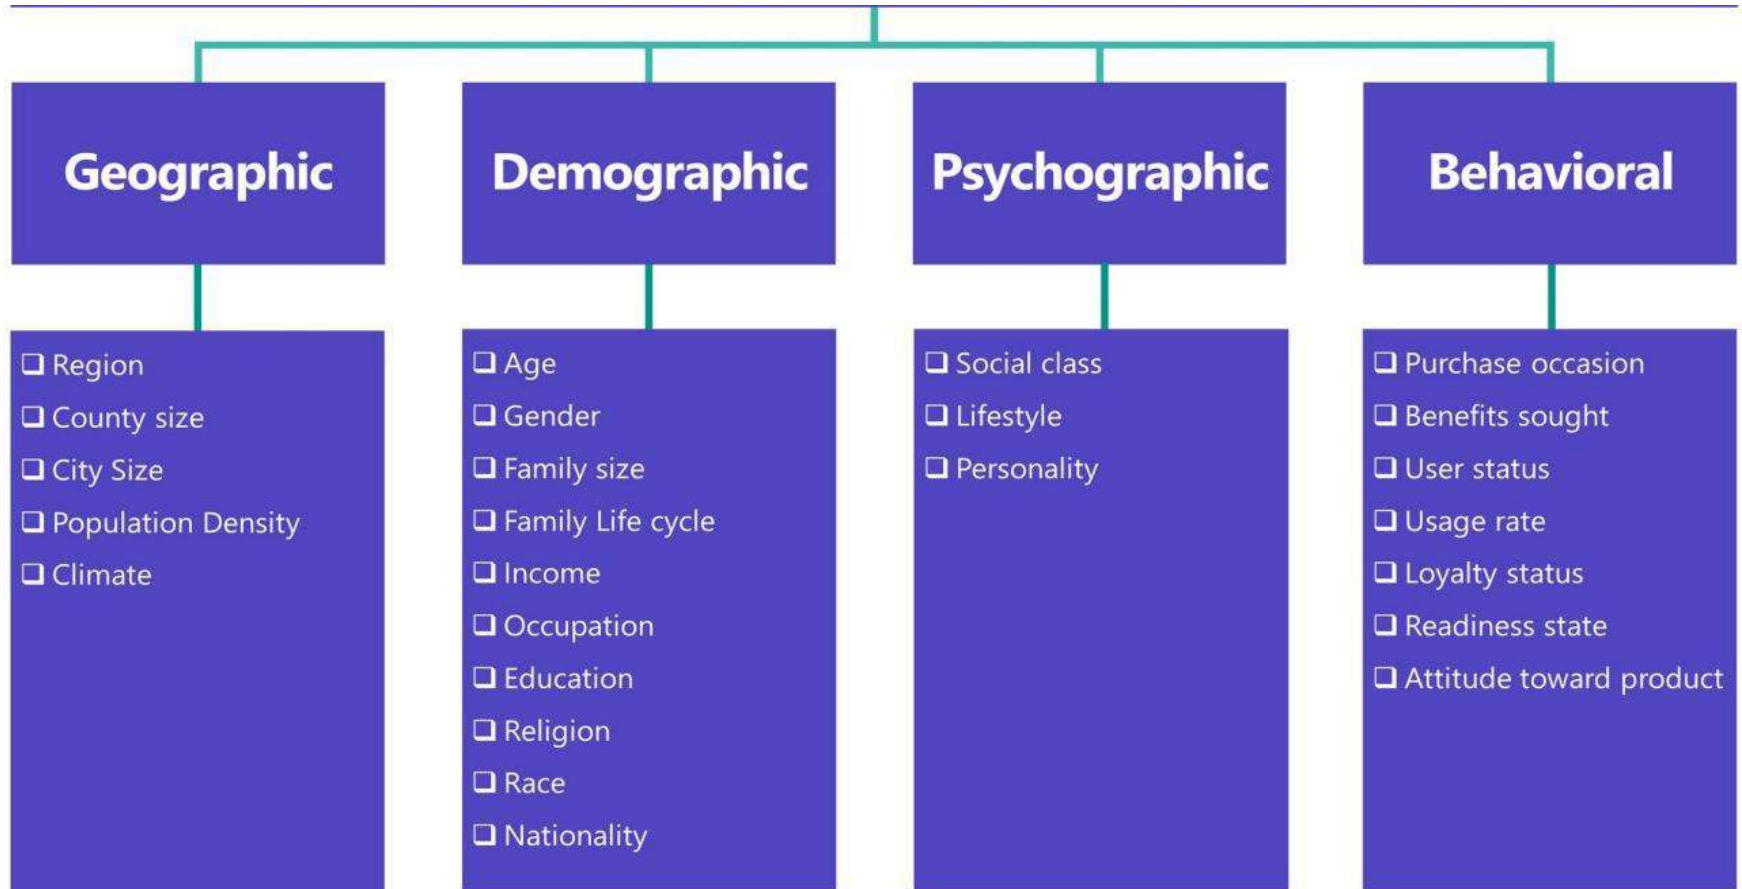 Geographic
Region
County size
City Size
Population Density
Climate
Demographic
Age
Gender
Family size
Family Life cycle
Income
Occupation
Education
Religion
Race
Nationality
Psychographic
Social class
Lifestyle
Personality
Behavioral
Purchase occasion
Benefits sought
User status
Usage rate
Loyalty status
Readiness state
Attitude toward product